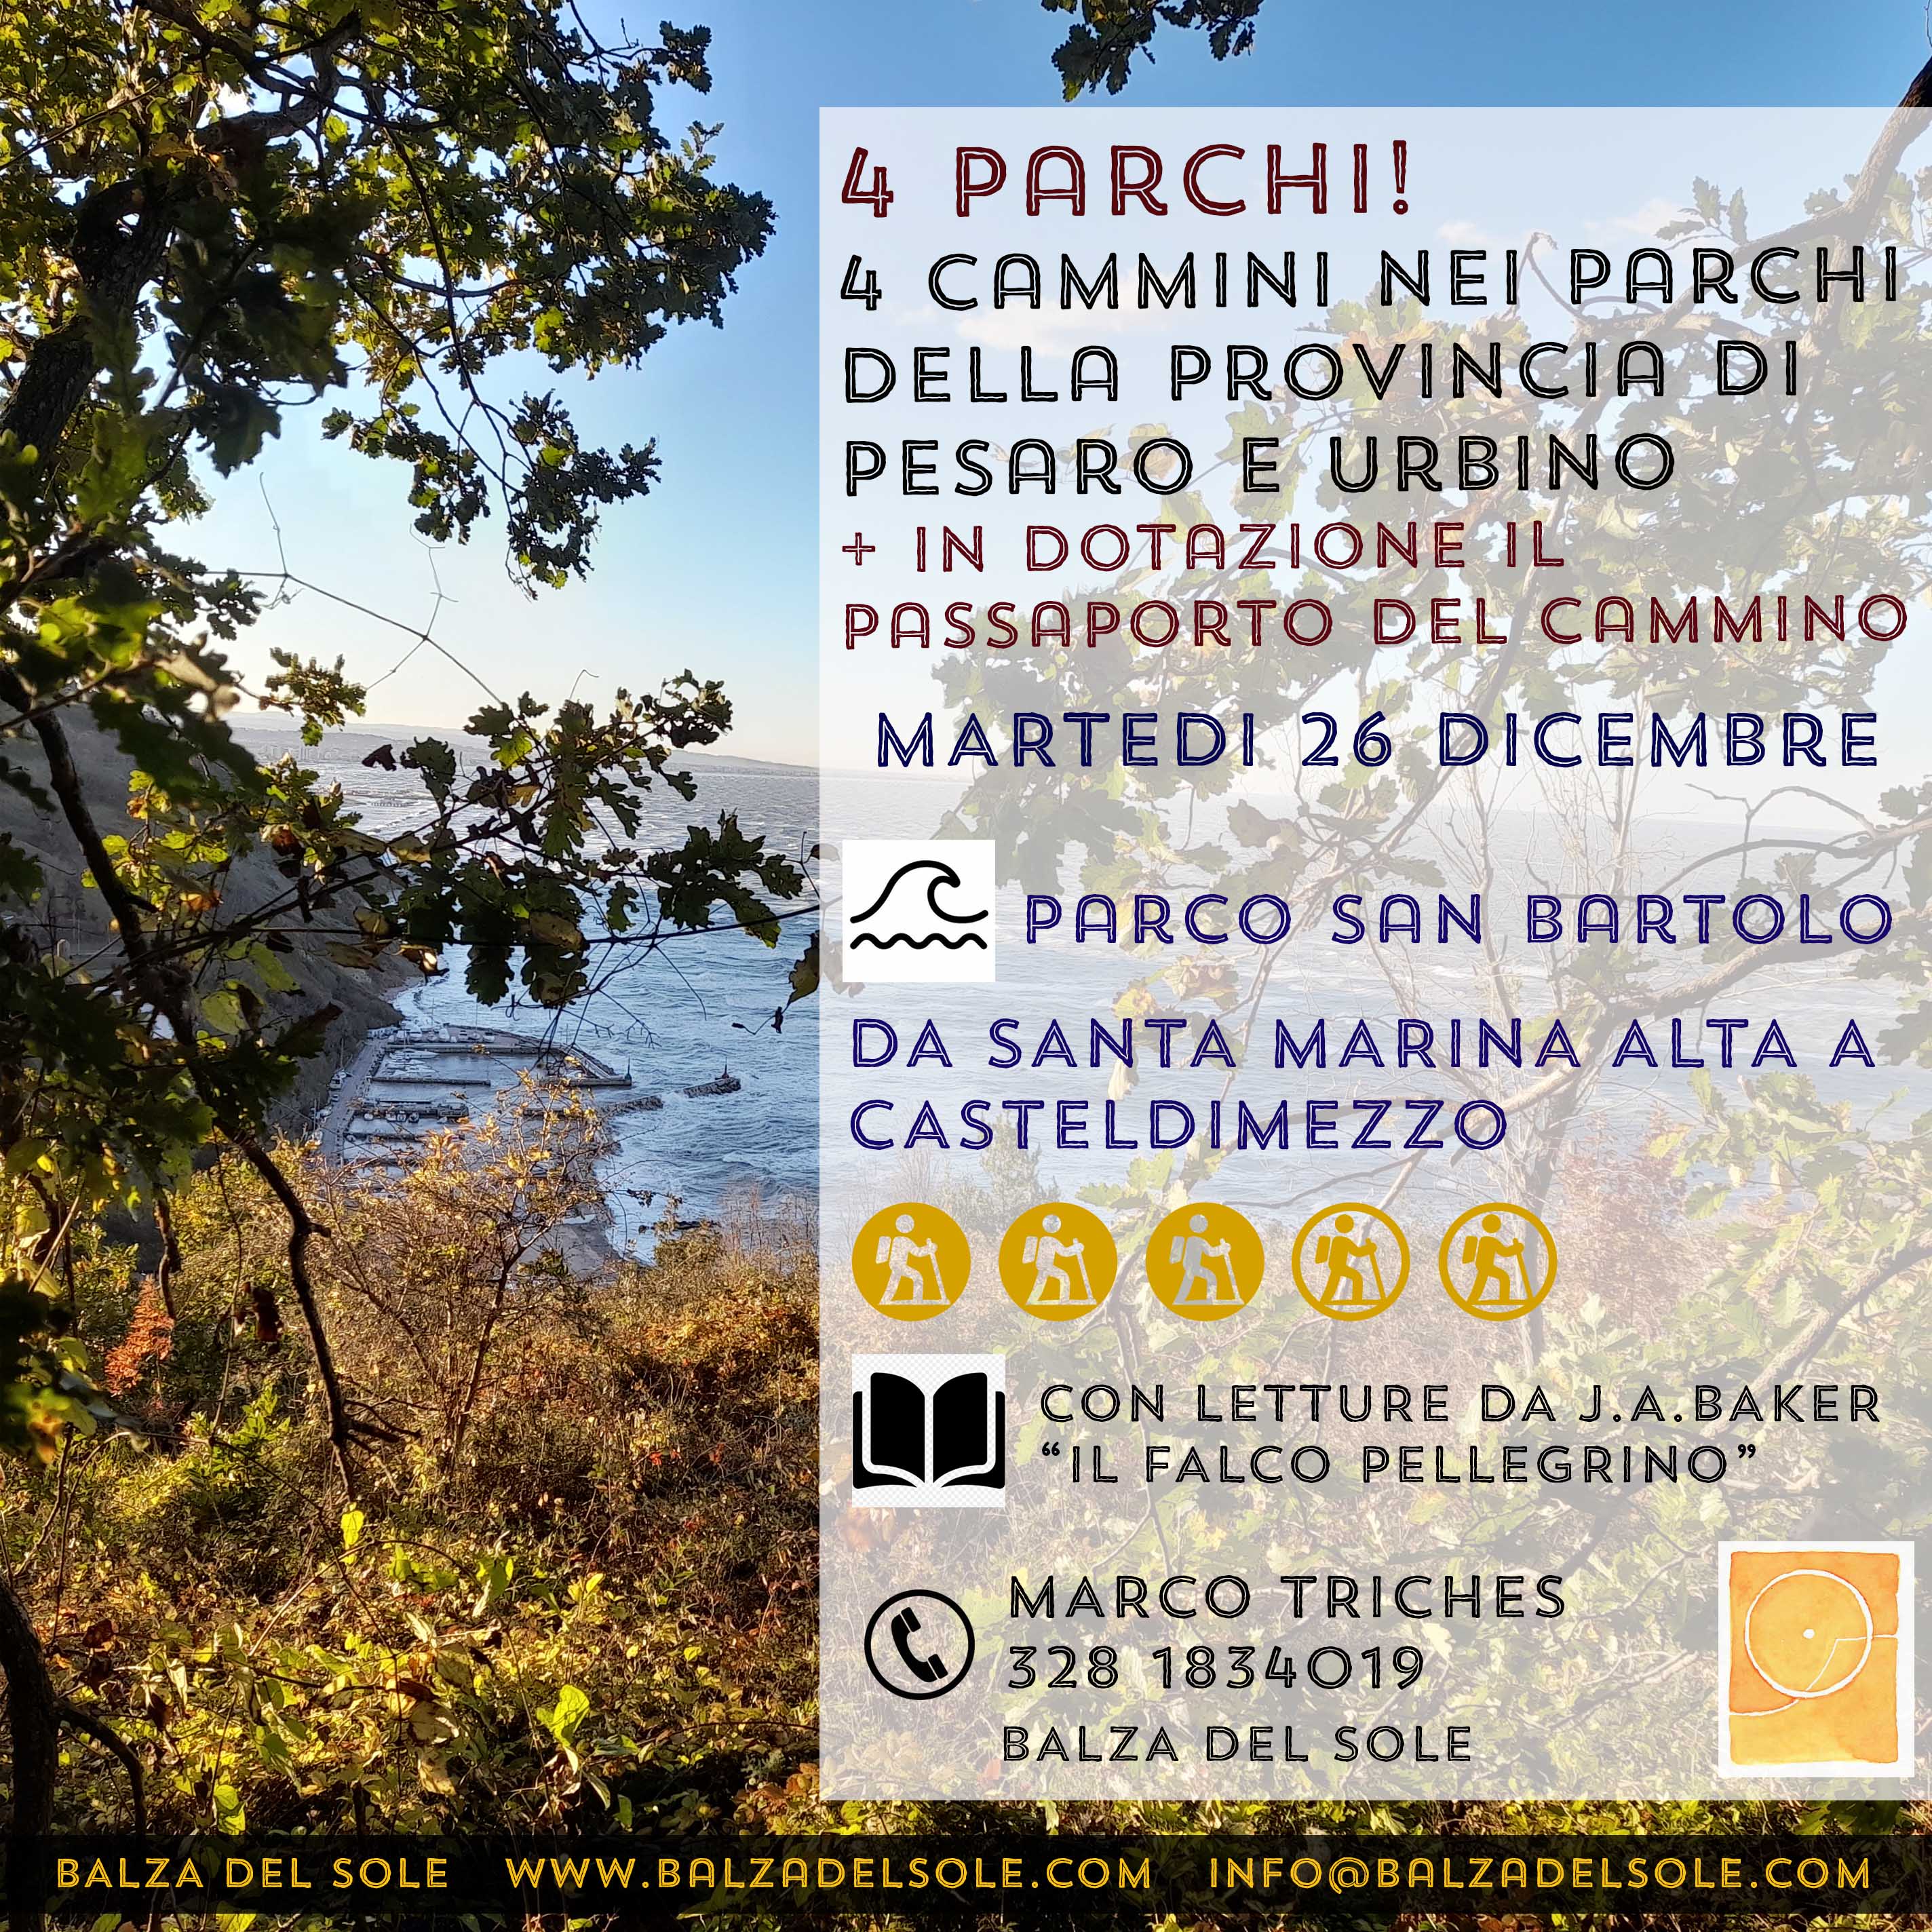 4 PARCHI!
4 CAMMINI NEI PARCHI
DELLA PROVINCIA DI
PESARO E URBINO
+ IN DOTAZIONE IL
PASSAPORTO DEL CAMMINO
MARTEDI 26 DICEMBRE
PARCO SAN BARTOLO
DA SANTA MARINA ALTA A
CASTELDIMEZZO
CON LETTURE DA J.A.BAKER
“IL FALCO PELLEGRINO”
MARCO TRICHES
328 1834019
BALZA DEL SOLE
BALZA DEL SOLE WWW.BALZADELSOLE.COM INFO@BALZADELSOLE.COM